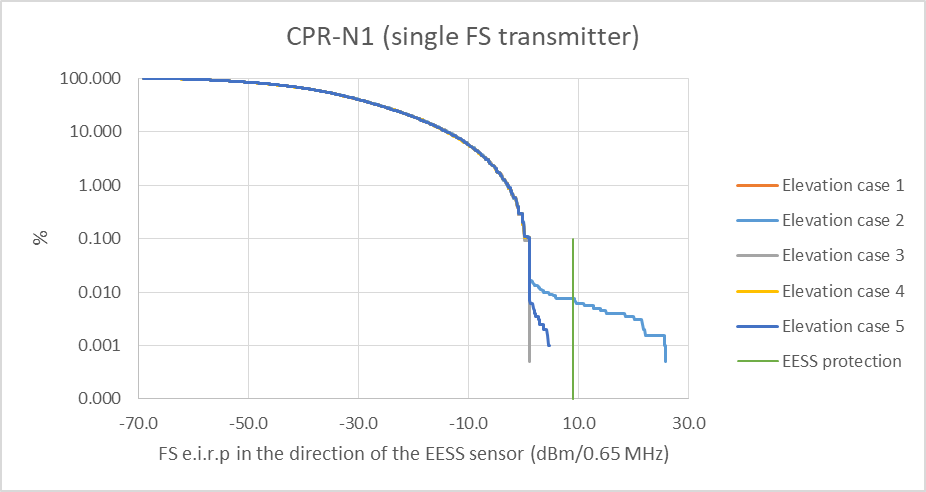 CPR-N1 (single FS transmitter)
100.000
10.000
1.000
0.100
0.010
0.001
0.000
%
-70.0 -50.0 -30.0 -10.0 10.0 30.0
FS e.i.r.p in the direction of the EESS sensor (dBm/0.65 MHz)
Elevation case 1
Elevation case 2
Elevation case 3
Elevation case 4
Elevation case 5
EESS protection